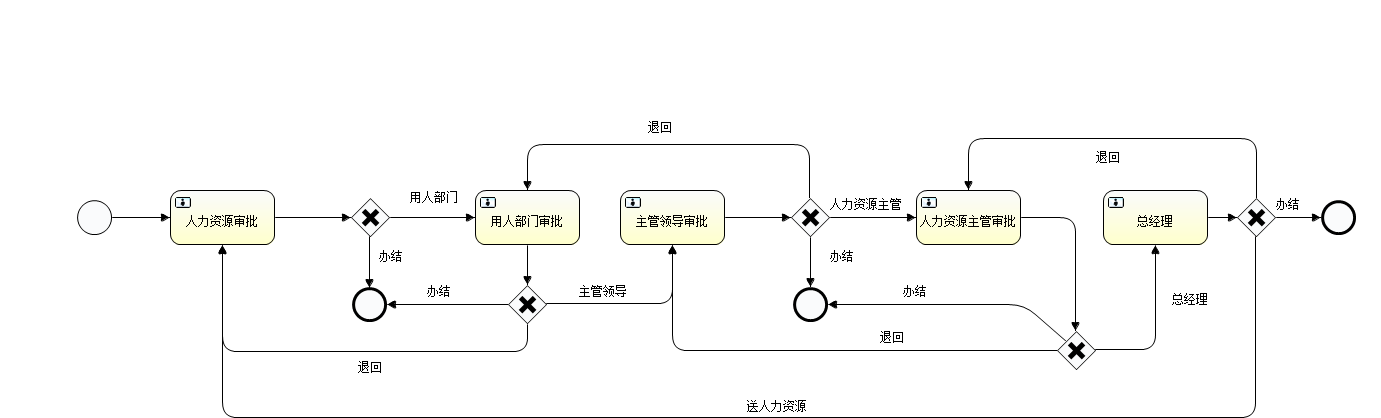 退回
退回
用人部门
人力资源主管
办结
人力资源审批
用人部门审批
主管领导审批
人力资源主管审批
总经理
办结
办结
办结
主管领导
办结
总经理
退回
退回
送人力资源